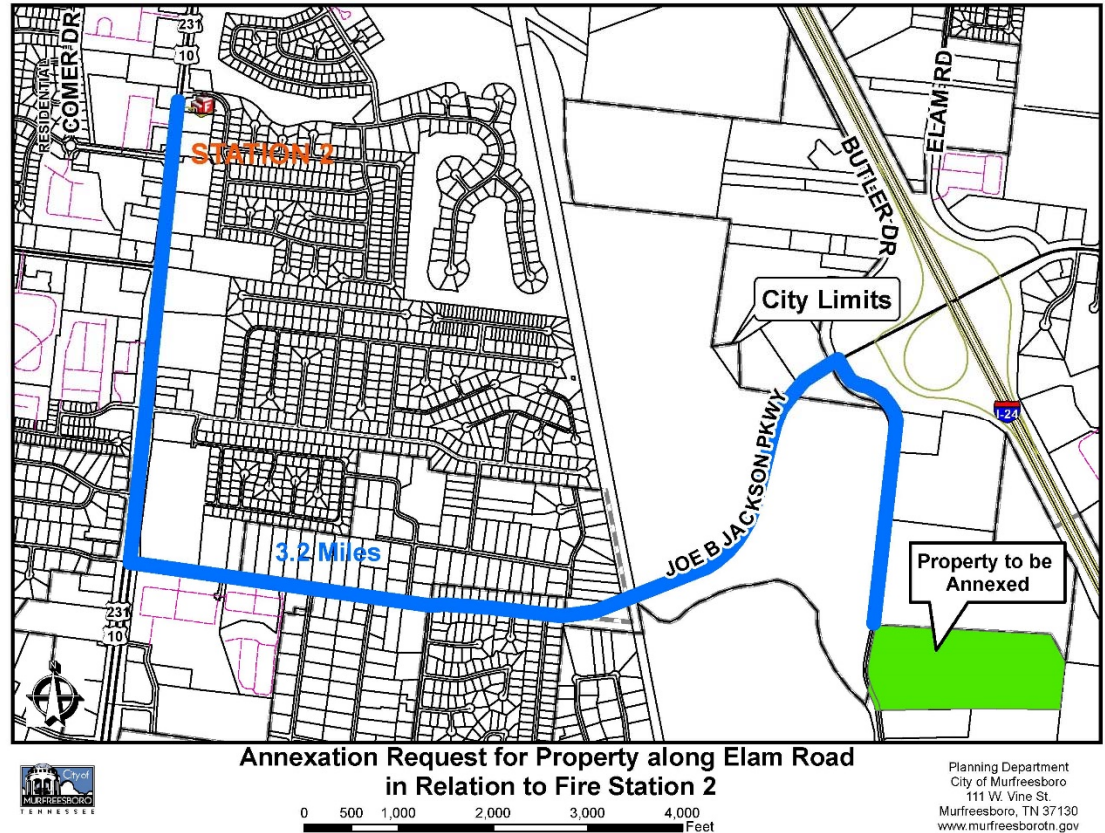 231
10
COMER DR
RESIDENTIAL
F
STATION 2
ELAM RD
BUTLER DR
City Limits
I-24
JOE B JACKSON PKWY
3.2 Miles
Property to be
Annexed
231
10
Annexation Request for Property along Elam Road
in Relation to Fire Station 2
0 500 1,000 2,000 3,000 4,000
Feet
City of
MURFREESBORO
TENNESSEE
Planning Department
City of Murfreesboro
111 W. Vine St.
Murfreesboro, TN 37130
www.murfreesborotn.gov